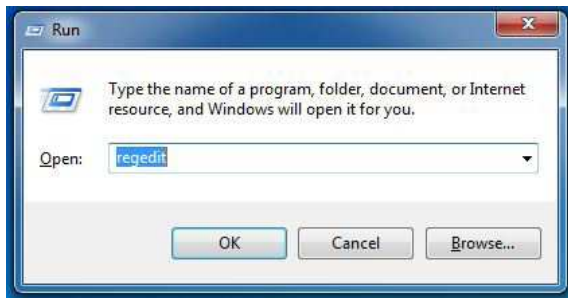 Run
Type the name of a program, folder, document, or Internet
resource, and Windows will open it for you.
Open: regedit
OK Cancel Browse...